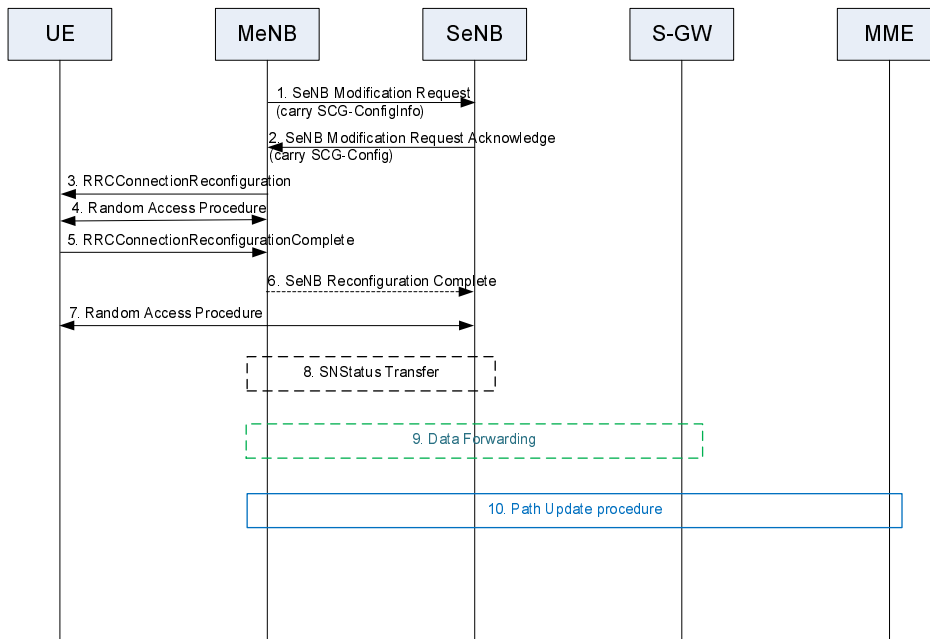 UE
MeNB
SeNB
S-GW
MME
1. SeNB Modification Request
(carry SCG-ConfigInfo)
2. SeNB Modification Request Acknowledge
(carry SCG-Config)
3. RRCConnectionReconfiguration
4. Random Access Procedure
5. RRCConnectionReconfigurationComplete
6. SeNB Reconfiguration Complete
7. Random Access Procedure
8. SNStatus Transfer
9. Data Forwarding
10. Path Update procedure